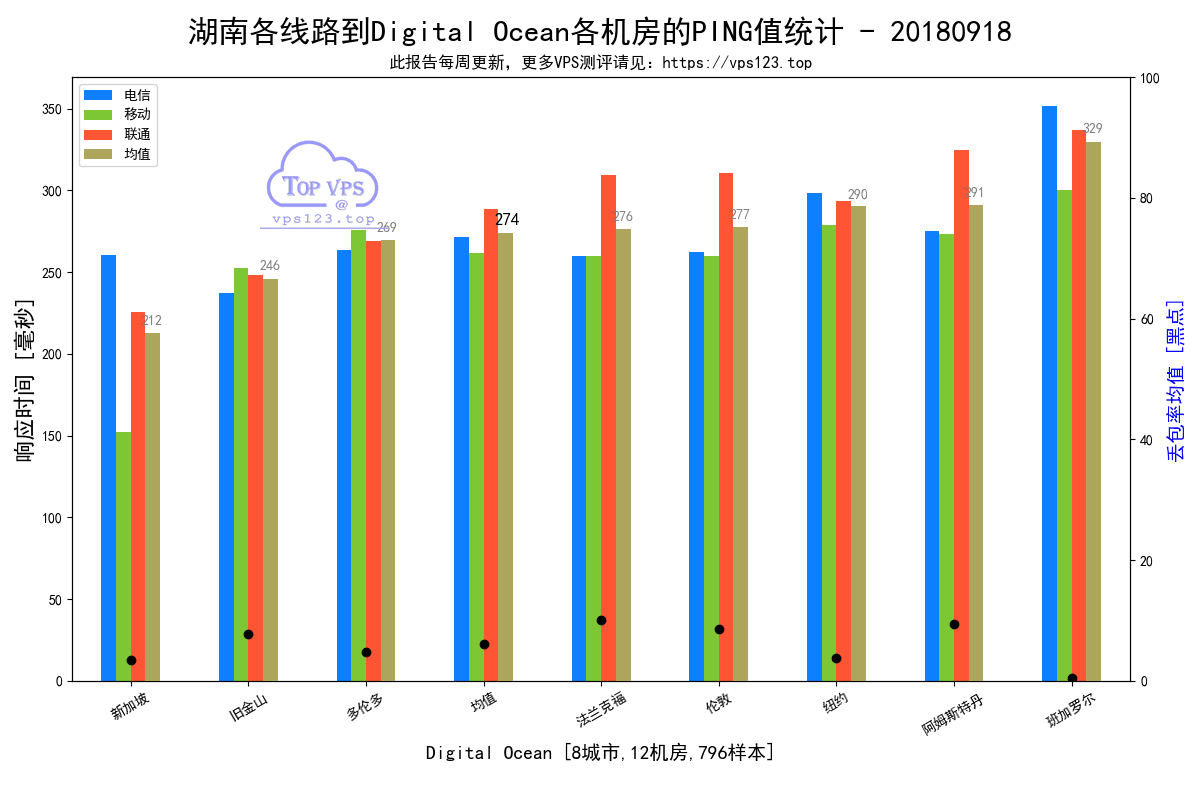 湖南各线路到Digital Ocean各机房的PING值统计 - 20180918
此报告每周更新，更多VPS测评请见：https://vps123.top
电信
移动
联通
均值
TOP VPS
@
vps123.top
响应时间 [毫秒]
350
300
250
200
150
100
50
0
212
246
269
274
276
277
290
291
329
100
80
60
40
20
0
丢包率均值 [黑点]
新加坡
旧金山
多伦多
均值
法兰克福
伦敦
纽约
阿姆斯特丹
班加罗尔
Digital Ocean [8城市,12机房,796样本]